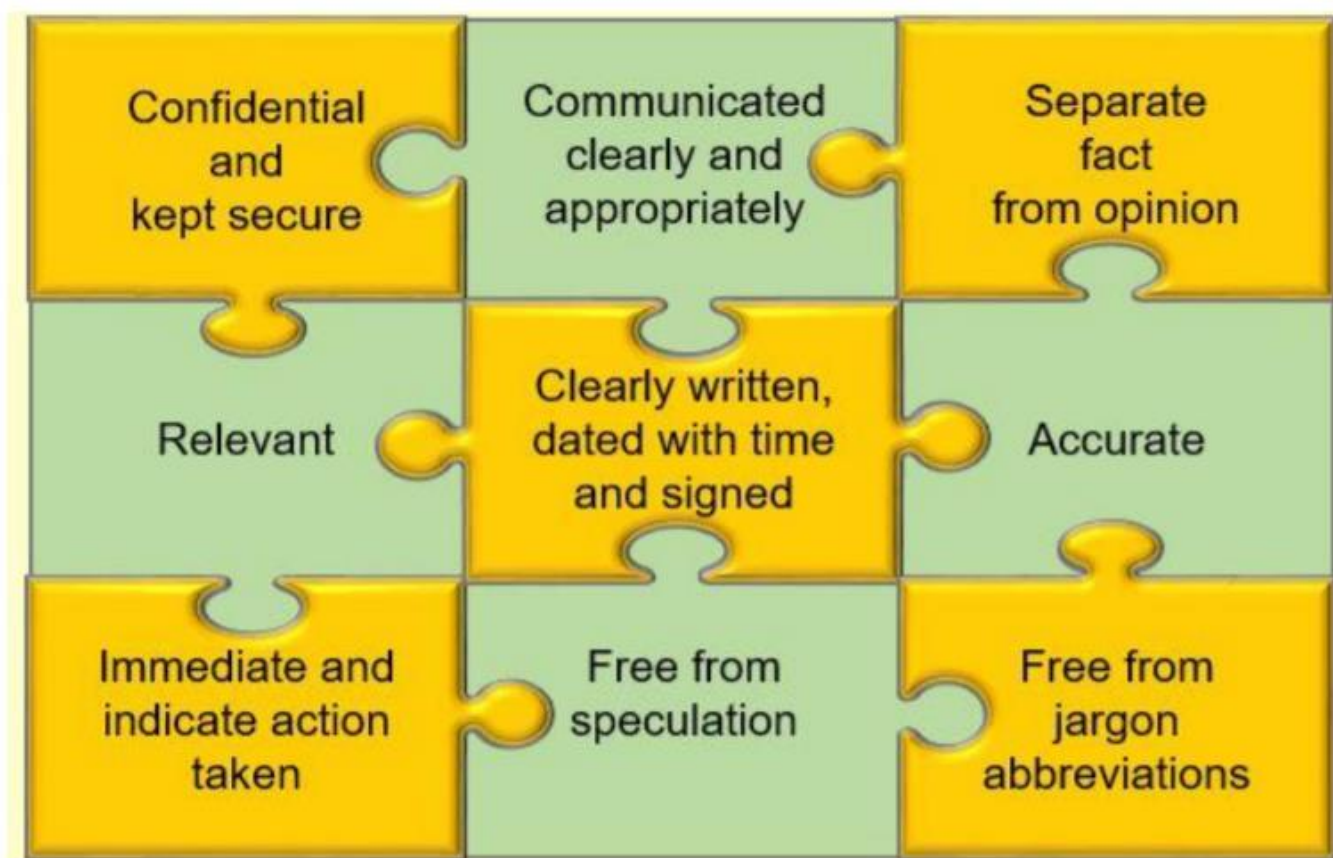 Confidential
and
kept secure
Communicated
clearly and
appropriately
Separate
fact
from opinion
Relevant
Clearly written,
dated with time
and signed
Accurate
Immediate and
indicate action
taken
Free from
speculation
Free from
jargon
abbreviations